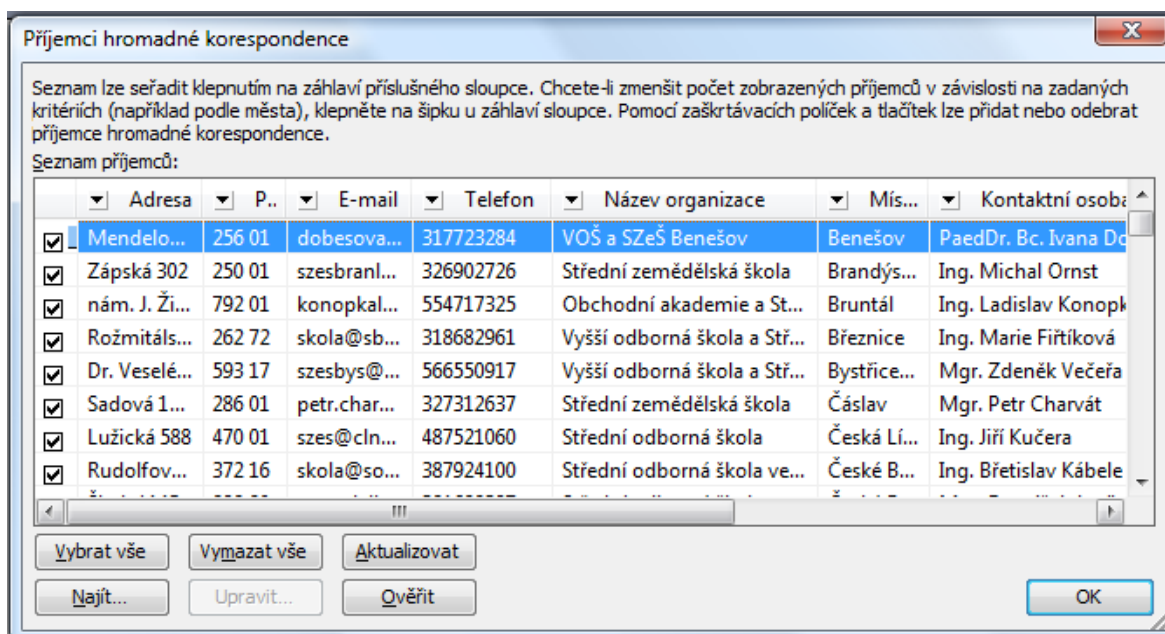 Příjemci hromadné korespondence
Seznam lze seřadit klepnutím na záhlaví příslušného sloupce. Chcete-li zmenšit počet zobrazených příjemců v závislosti na zadaných
kritériích (například podle města), klepněte na šipku u záhlaví sloupce. Pomocí zaškrtávacích políček a tlačítek lze přidat nebo odebrat
příjemce hromadné korespondence.
Seznam příjemců:
Adresa P.. E-mail Telefon Název organizace Mís... Kontaktní osoba
Mendelo... 256 01 dobesova... 317723284 VOŠ a SZeŠ Benešov Benešov PaedDr. Bc. Ivana Do
Zápská 302 250 01 szesbranl... 326902726 Střední zemědělská škola Brandýs... Ing. Michal Ornst
nám. J. Ži... 792 01 konopkal... 554717325 Obchodní akademie a St... Bruntál Ing. Ladislav Konopk
Rožmitáls... 262 72 skola@sb... 318682961 Vyšší odborná škola a Stř... Březnice Ing. Marie Fiřtíková
Dr. Veselé... 593 17 szesbys@... 566550917 Vyšší odborná škola a Stř... Bystřice... Mgr. Zdeněk Večeřa
Sadová 1... 286 01 petr.char... 327312637 Střední zemědělská škola Čáslav Mgr. Petr Charvát
Lužická 588 470 01 szes@cln... 487521060 Střední odborná škola Česká Lí... Ing. Jiří Kučera
Rudolfov... 372 16 skola@so... 387924100 Střední odborná škola ve... České B... Ing. Břetislav Kábele
Vybrat vše Vymazat vše Aktualizovat
Najít... Upravit... Ověřit OK